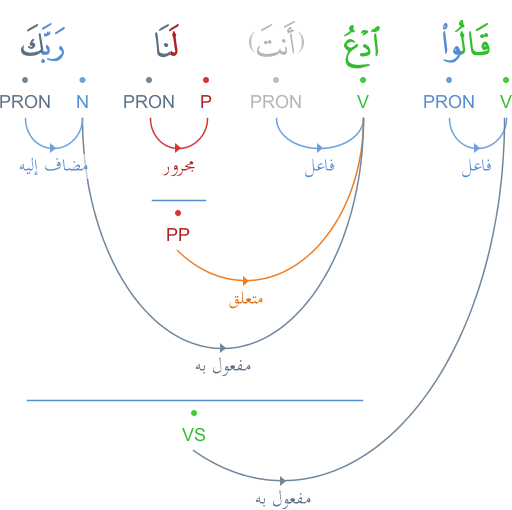 قَالُوا۟ ٱدْعُ (أَنتَ) لَنَا رَبَّكَ
V PRON V PRON P PRON N PRON
فاعل فاعل مجرور مضاف إليه
PP
متعلق
مفعول به
VS
مفعول به